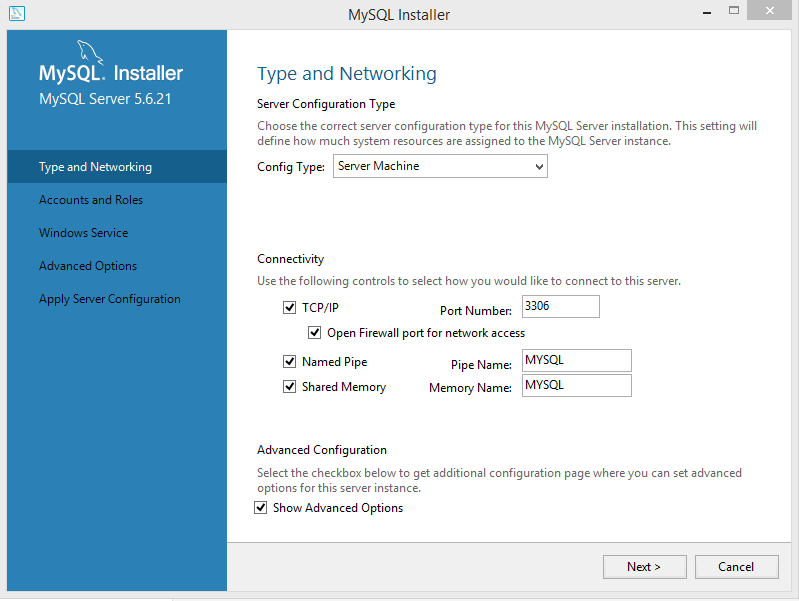 MySQL Installer
MySQL. Installer
MySQL Server 5.6.21
Type and Networking
Accounts and Roles
Windows Service
Advanced Options
Apply Server Configuration
Type and Networking
Server Configuration Type
Choose the correct server configuration type for this MySQL Server installation. This setting will
define how much system resources are assigned to the MySQL Server instance.
Config Type: Server Machine
Connectivity
Use the following controls to select how you would like to connect to this server.
TCP/IP Port Number: 3306
Open Firewall port for network access
Named Pipe Pipe Name: MYSQL
Shared Memory Memory Name: MYSQL
Advanced Configuration
Select the checkbox below to get additional configuration page where you can set advanced
options for this server instance.
Show Advanced Options
Next > Cancel